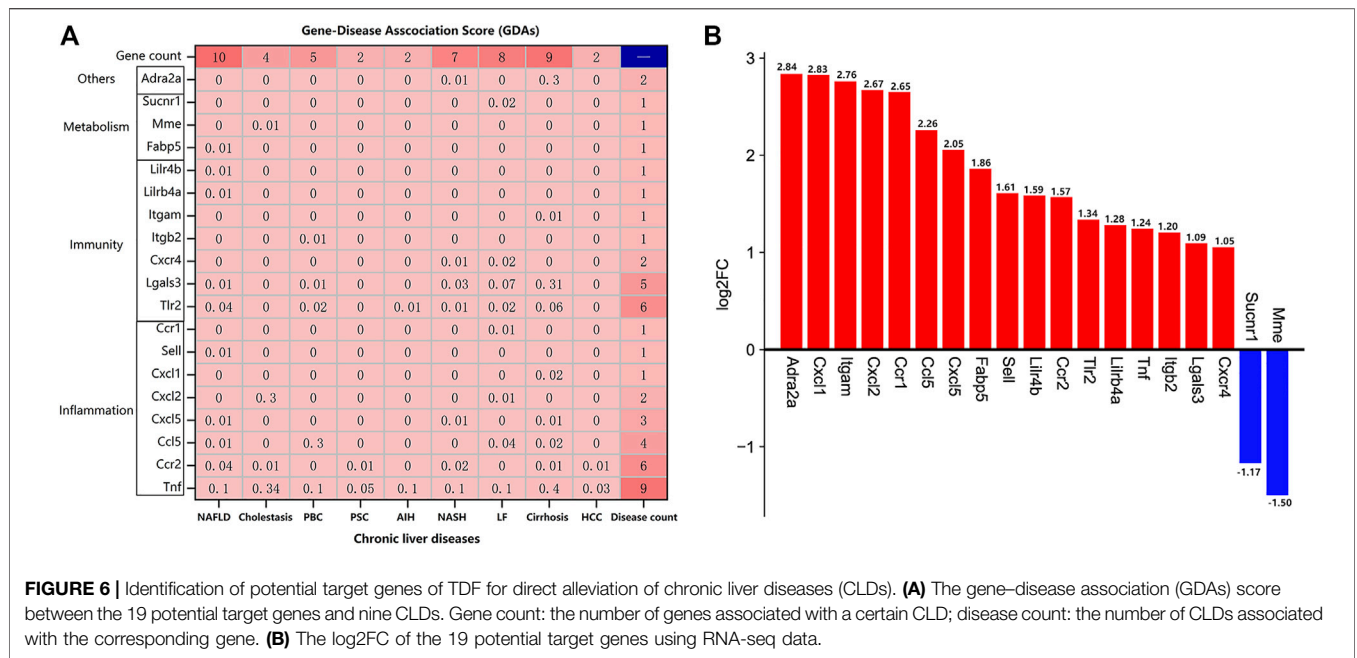 A
Gene-Disease Asscociation Score (GDAs)
Gene count 10 4 5 2 2 7 8 9 2 —
Others Adra2a 0 0 0 0 0 0.01 0 0.3 0 2
Metabolism
Sucnr1 0 0 0 0 0 0 0.02 0 0 1
Mme 0 0.01 0 0 0 0 0 0 0 1
Fabp5 0.01 0 0 0 0 0 0 0 0 1
Immunity
Lilr4b 0.01 0 0 0 0 0 0 0 0 1
Lilrb4a 0.01 0 0 0 0 0 0 0 0 1
Itgam 0 0 0 0 0 0 0 0.01 0 1
Itgb2 0 0 0.01 0 0 0 0 0 0 1
Cxcr4 0 0 0 0 0 0.01 0.02 0 0 2
Lgals3 0.01 0 0.01 0 0 0.03 0.07 0.31 0 5
Tlr2 0.04 0 0.02 0 0.01 0.01 0.02 0.06 0 6
Inflammation
Ccr1 0 0 0 0 0 0 0.01 0 0 1
Sell 0.01 0 0 0 0 0 0 0 0 1
Cxcl1 0 0 0 0 0 0 0 0.02 0 1
Cxcl2 0 0.3 0 0 0 0 0.01 0 0 2
Cxcl5 0.01 0 0 0 0 0.01 0 0.01 0 3
Ccl5 0.01 0 0.3 0 0 0 0.04 0.02 0 4
Ccr2 0.04 0.01 0 0.01 0 0.02 0 0.01 0.01 6
Tnf 0.1 0.34 0.1 0.05 0.1 0.1 0.1 0.4 0.03 9
NAFLD Cholestasis PBC PSC AIH NASH LF Cirrhosis HCC Disease count
Chronic liver diseases
B
log2FC
3
2
1
0
−1
2.84 2.83 2.76 2.67 2.65 2.26 2.05 1.86 1.61 1.59 1.57 1.34 1.28 1.24 1.20 1.09 1.05
Sucnr1 Mme
Adra2a Cxcl1 Itgam Cxcl2 Ccr1 Ccl5 Cxcl5 Fabp5 Sell Lilr4b Ccr2 Tlr2 Lilrb4a Tnf Itgb2 Lgals3 Cxcr4
-1.17 -1.50
FIGURE 6 | Identification of potential target genes of TDF for direct alleviation of chronic liver diseases (CLDs). (A) The gene–disease association (GDAs) score
between the 19 potential target genes and nine CLDs. Gene count: the number of genes associated with a certain CLD; disease count: the number of CLDs associated
with the corresponding gene. (B) The log2FC of the 19 potential target genes using RNA-seq data.